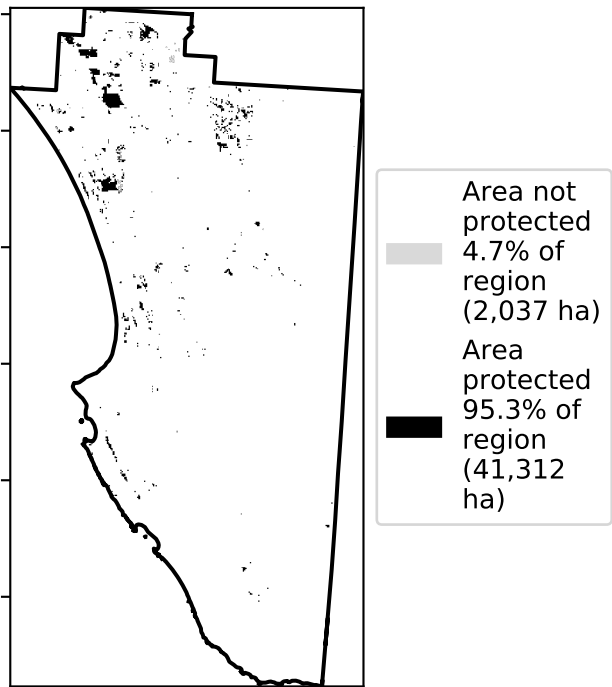 Area not
protected
4.7% of
region
(2,037 ha)
Area
protected
95.3% of
region
(41,312
ha)